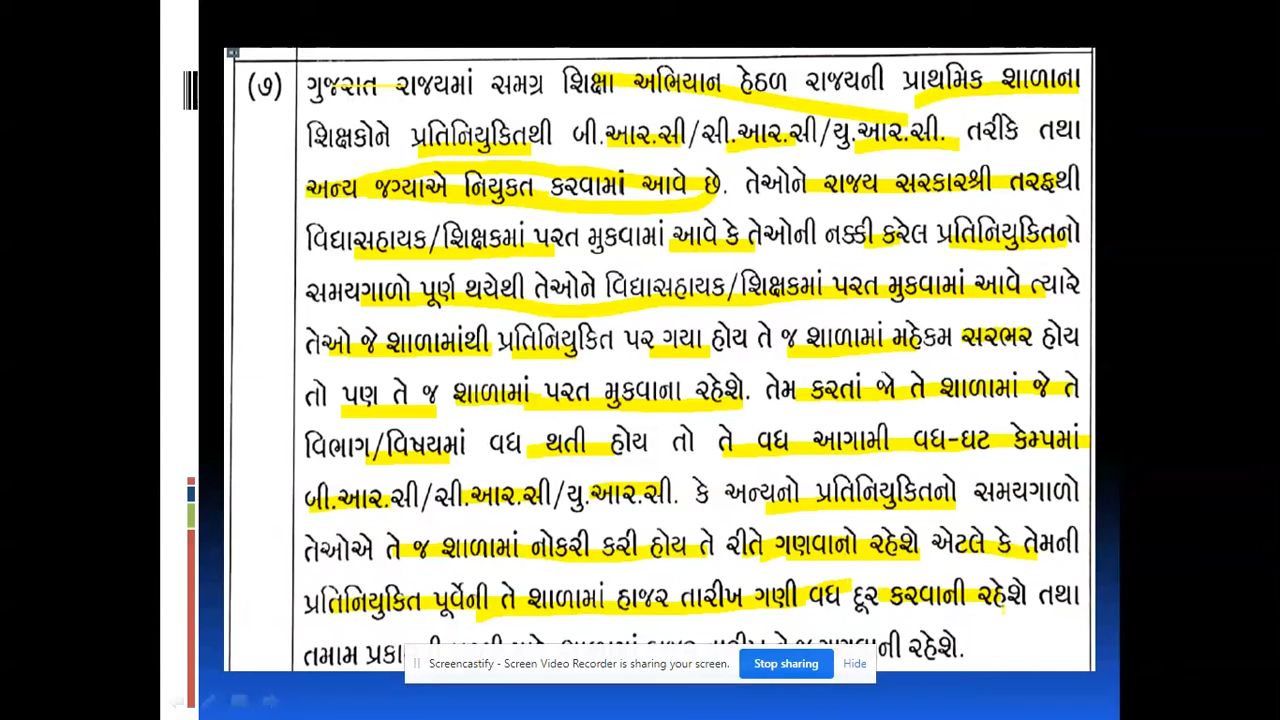 (૭) ગુજરાત રાજયમાં સમગ્ર શિક્ષા અભિયાન હેઠળ રાજયની પ્રાથમિક શાળાના
શિક્ષકોને પ્રતિનિયુકિતથી બી.આર.સી/સી.આર.સી/યુ.આર.સી. તરીકે તથા
અન્ય જગ્યાએ નિયુકત કરવામાં આવે છે. તેઓને રાજય સરકારશ્રી તરફથી
વિદ્યાસહાયક/શિક્ષકમાં પરત મુકવામાં આવે કે તેઓની નક્કી કરેલ પ્રતિનિયુકિતનો
સમયગાળો પૂર્ણ થયેથી તેઓને વિદ્યાસહાયક/શિક્ષકમાં પરત મુકવામાં આવે ત્યારે
તેઓ જે શાળામાંથી પ્રતિનિયુકિત પર ગયા હોય તે જ શાળામાં મહેકમ સરભર હોય
તો પણ તે જ શાળામાં પરત મુકવાના રહેશે. તેમ કરતાં જો તે શાળામાં જે તે
વિભાગ/વિષયમાં વધ થતી હોય તો તે વધ આગામી વધ-ઘટ કેમ્પમાં
બી.આર.સી/સી.આર.સી/યુ.આર.સી. કે અન્યનો પ્રતિનિયુકિતનો સમયગાળો
તેઓએ તે જ શાળામાં નોકરી કરી હોય તે રીતે ગણવાનો રહેશે એટલે કે તેમની
પ્રતિનિયુકિત પૂર્વેની તે શાળામાં હાજર તારીખ ગણી વધ દૂર કરવાની રહેશે તથા
તમામ રહેશે.
Screencastify - Screen Video Recorder is sharing your screen. Stop sharing Hide